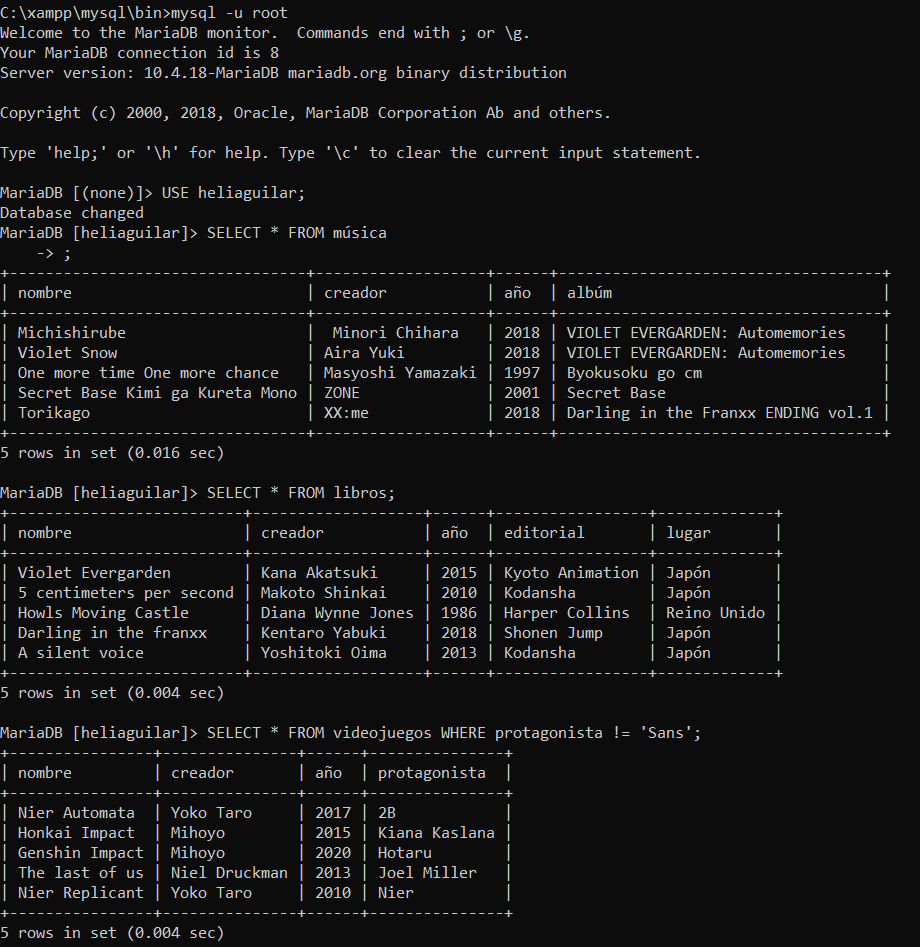 C:\xampp\mysql\bin>mysql -u root
Welcome to the MariaDB monitor.  Commands end with ; or \g.
Your MariaDB connection id is 8
Server version: 10.4.18-MariaDB mariadb.org binary distribution

Copyright (c) 2000, 2018, Oracle, MariaDB Corporation Ab and others.

Type 'help;' or '\h' for help. Type '\c' to clear the current input statement.

MariaDB [(none)]> USE heliaguilar;
Database changed
MariaDB [heliaguilar]> SELECT * FROM música
    -> ;
+---------------------------------+-------------------+------+------------------------------------+
| nombre                          | creador           | año  | albúm                              |
+---------------------------------+-------------------+------+------------------------------------+
| Michishirube                    |  Minori Chihara   | 2018 | VIOLET EVERGARDEN: Automemories    |
| Violet Snow                     | Aira Yuki         | 2018 | VIOLET EVERGARDEN: Automemories    |
| One more time One more chance   | Masyoshi Yamazaki | 1997 | Byokusoku go cm                    |
| Secret Base Kimi ga Kureta Mono | ZONE              | 2001 | Secret Base                        |
| Torikago                        | XX:me             | 2018 | Darling in the Franxx ENDING vol.1 |
+---------------------------------+-------------------+------+------------------------------------+
5 rows in set (0.016 sec)

MariaDB [heliaguilar]> SELECT * FROM libros;
+--------------------------+-------------------+------+-----------------+-------------+
| nombre                   | creador           | año  | editorial       | lugar       |
+--------------------------+-------------------+------+-----------------+-------------+
| Violet Evergarden        | Kana Akatsuki     | 2015 | Kyoto Animation | Japón       |
| 5 centimeters per second | Makoto Shinkai    | 2010 | Kodansha        | Japón       |
| Howls Moving Castle      | Diana Wynne Jones | 1986 | Harper Collins  | Reino Unido |
| Darling in the franxx    | Kentaro Yabuki    | 2018 | Shonen Jump     | Japón       |
| A silent voice           | Yoshitoki Oima    | 2013 | Kodansha        | Japón       |
+--------------------------+-------------------+------+-----------------+-------------+
5 rows in set (0.004 sec)

MariaDB [heliaguilar]> SELECT * FROM videojuegos WHERE protagonista != 'Sans';
+----------------+---------------+------+---------------+
| nombre         | creador       | año  | protagonista  |
+----------------+---------------+------+---------------+
| Nier Automata  | Yoko Taro     | 2017 | 2B            |
| Honkai Impact  | Mihoyo        | 2015 | Kiana Kaslana |
| Genshin Impact | Mihoyo        | 2020 | Hotaru        |
| The last of us | Niel Druckman | 2013 | Joel Miller   |
| Nier Replicant | Yoko Taro     | 2010 | Nier          |
+----------------+---------------+------+---------------+
5 rows in set (0.004 sec)